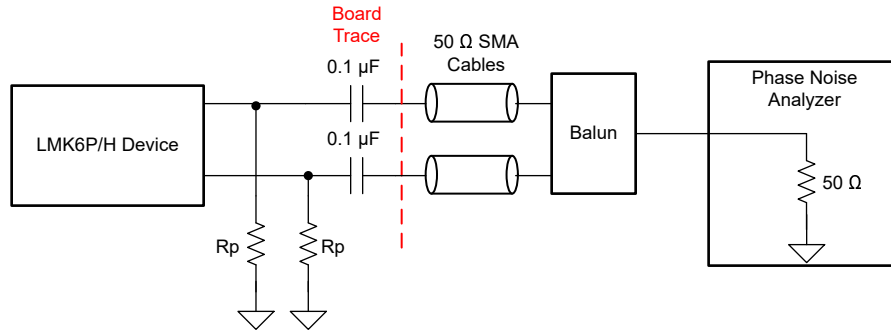 Board
Trace
50 Ω SMA
Cables
0.1 µF
Phase Noise
Analyzer
LMK6P/H Device
0.1 µF
Balun
50 Ω
Rp
Rp